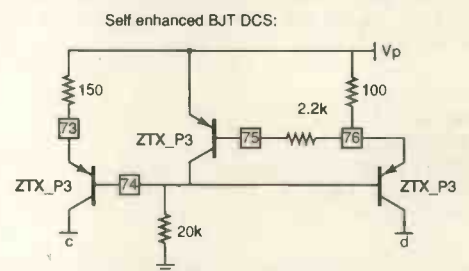 Self enhanced BJT DCS:
Vp
150
100
2.2k
73
ZTX_P3
75
76
ZTX_P3
74
ZTX_P3
20k
c
d